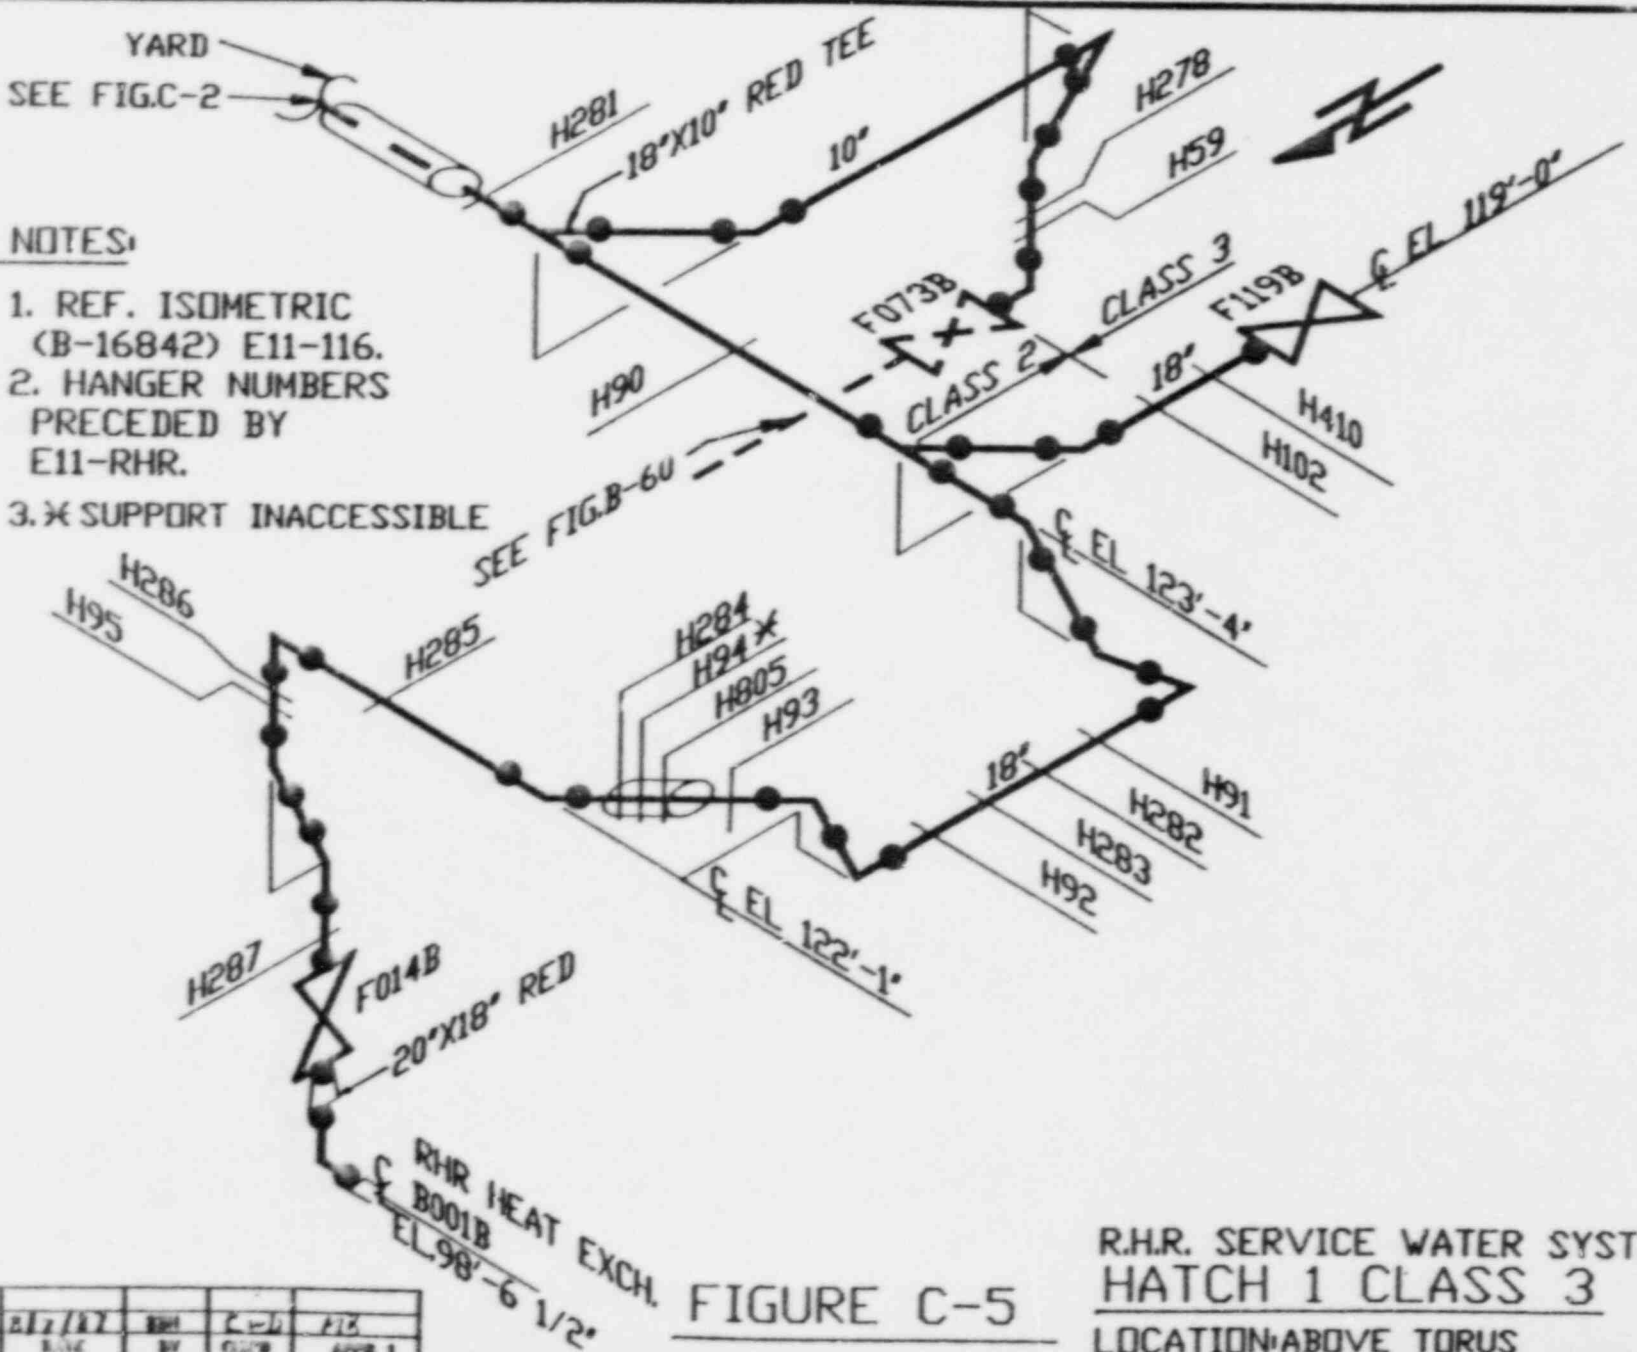 YARD
SEE FIG.C-2
H281
18"X10" RED TEE
10"
H278
H59
NOTES:
1. REF. ISOMETRIC
(B-16842) E11-116.
2. HANGER NUMBERS
PRECEDED BY
E11-RHR.
3.* SUPPORT INACCESSIBLE
H90
F073B
CLASS 3
CLASS 2
F119B
℄ EL 119'-0"
18"
H410
H102
SEE FIG.B-6
℄ EL 123'-4"
H286
H95
H285
H284
H94*
H805
H93
18"
H91
H282
H283
H92
℄ EL 122'-1"
H287
F014B
20"X18" RED
℄ RHR HEAT EXCH.
B001B
EL.98'-6 1/2"
FIGURE C-5
R.H.R. SERVICE WATER SYST
HATCH 1 CLASS 3
LOCATION:ABOVE TORUS
BY